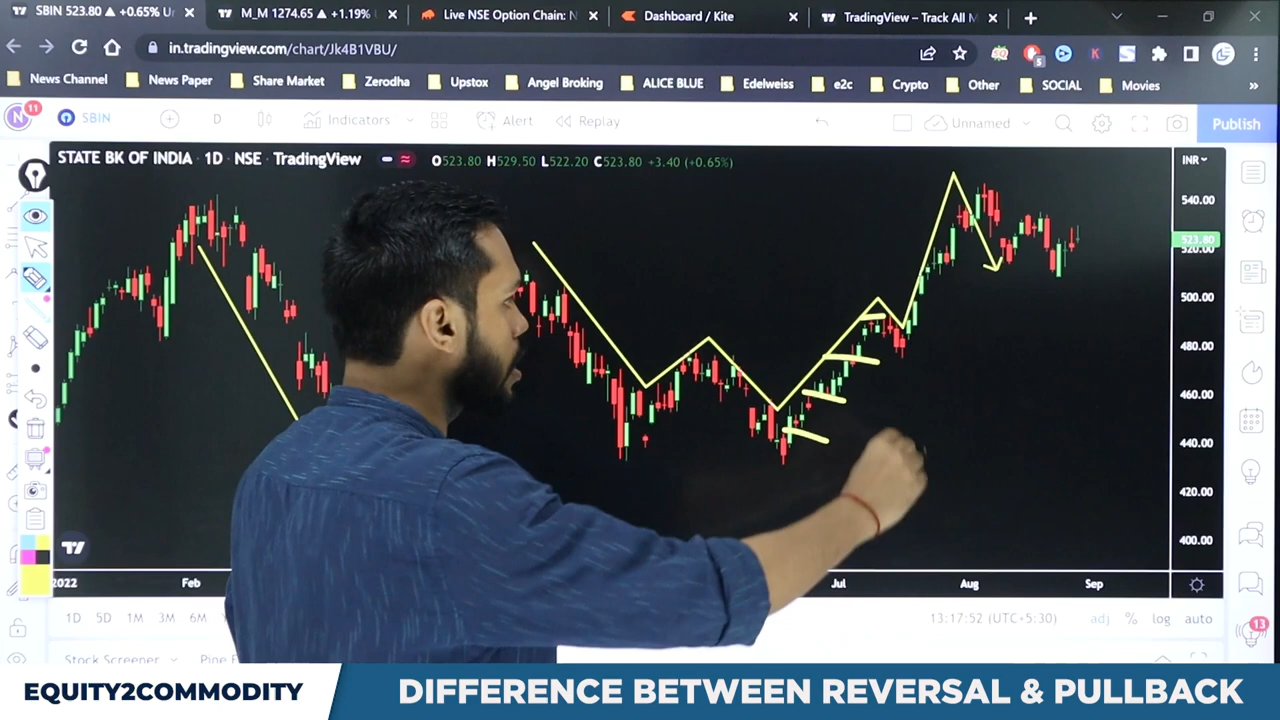 SBIN 523.80 ▲ +0.65% U
M_M 1274.65 ▲ +1.19%
Live NSE Option Chain: N
Dashboard / Kite
TradingView – Track All M
in.tradingview.com/chart/Jk4B1VBU/
5
K
News Channel
News Paper
Share Market
Zerodha
Upstox
Angel Broking
ALICE BLUE
Edelweiss
e2c
Crypto
Other
SOCIAL
Movies
»
N
11
SBIN
D
Indicators
Alert
Replay
Unnamed
Publish
STATE BK OF INDIA · 1D · NSE · TradingView
O523.80 H529.50 L522.20 C523.80 +3.40 (+0.65%)
INR
540.00
523.80
520.00
500.00
480.00
460.00
440.00
420.00
400.00
2022
Feb
Jul
Aug
Sep
1D
5D
1M
3M
6M
13:17:52 (UTC+5:30)
adj
%
log
auto
13
Stock Screener
Pine
EQUITY2COMMODITY
DIFFERENCE BETWEEN REVERSAL & PULLBACK